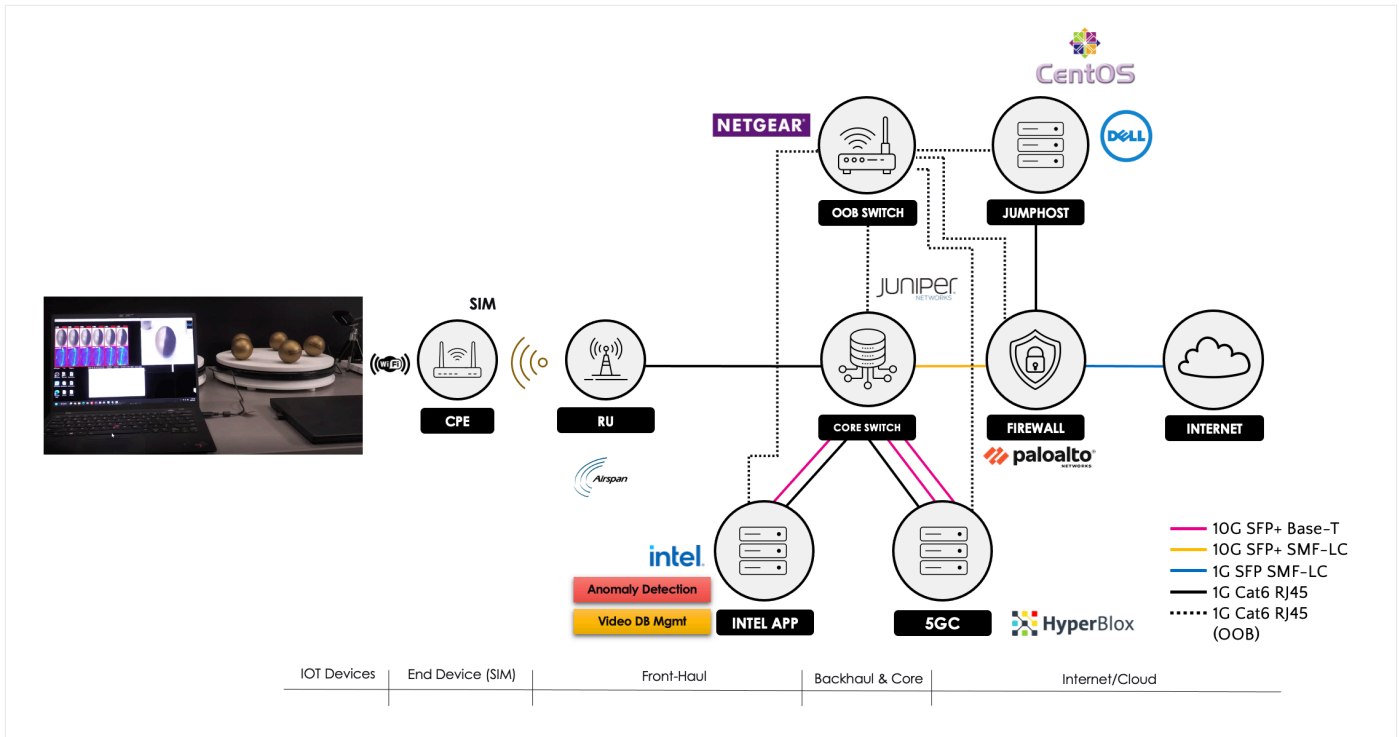 CentOS
NETGEAR®
DELL
OOB SWITCH
JUMPHOST
JUNIPER
NETWORKS
SIM
WiFi
CPE
RU
CORE SWITCH
FIREWALL
INTERNET
paloalto®
NETWORKS
Airspan
intel.
Anomaly Detection
Video DB Mgmt
INTEL APP
5GC
HyperBlox
10G SFP+ Base-T
10G SFP+ SMF-LC
1G SFP SMF-LC
1G Cat6 RJ45
1G Cat6 RJ45
(OOB)
IOT Devices
End Device (SIM)
Front-Haul
Backhaul & Core
Internet/Cloud